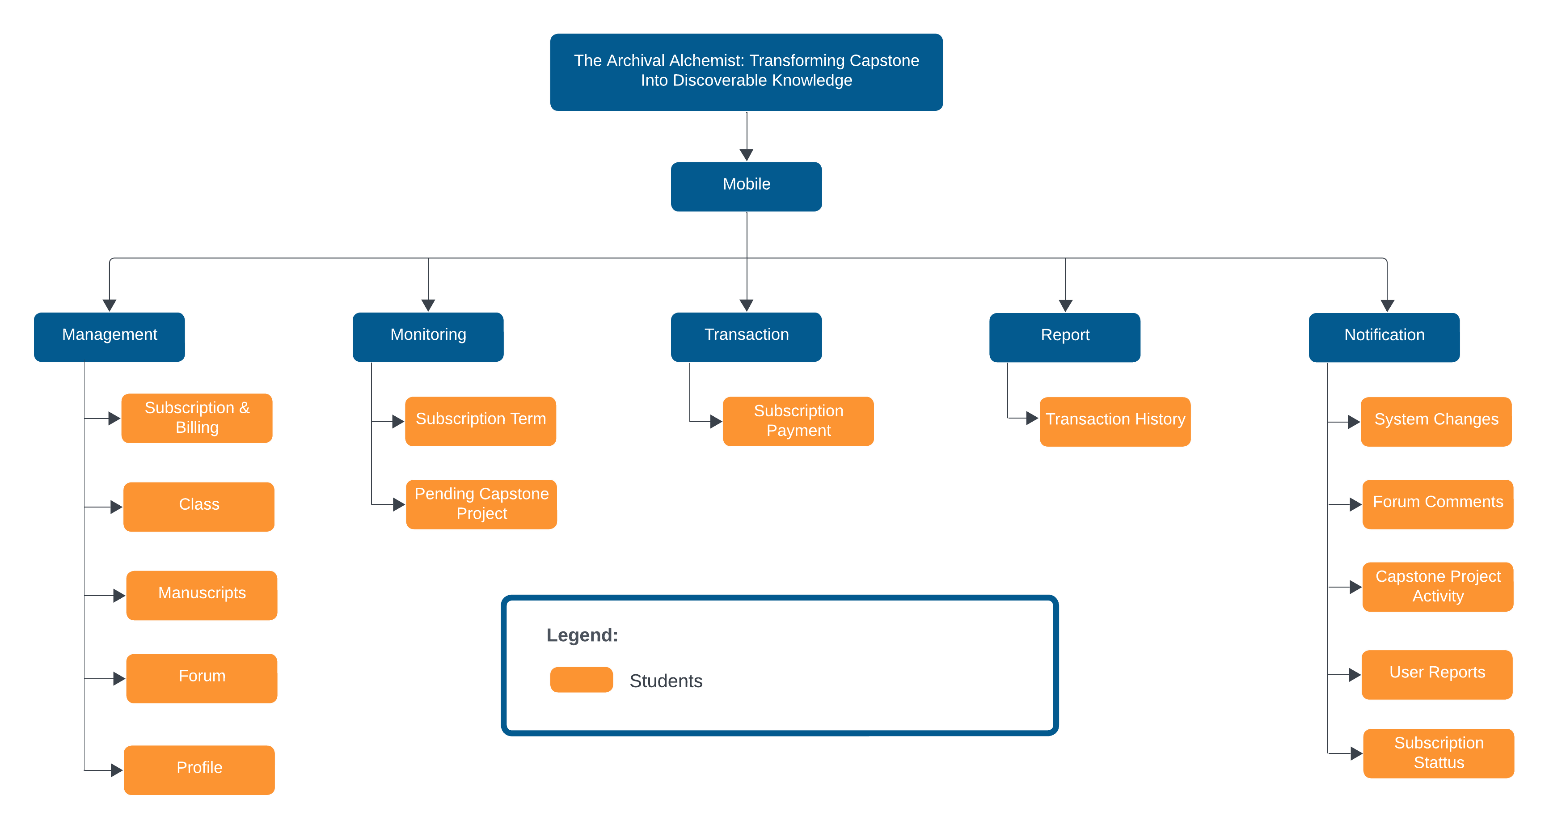 The Archival Alchemist: Transforming Capstone
Into Discoverable Knowledge
Mobile
Management
Monitoring
Transaction
Report
Notification
Subscription &
Billing
Class
Manuscripts
Forum
Profile
Subscription Term
Pending Capstone
Project
Subscription
Payment
Transaction History
System Changes
Forum Comments
Capstone Project
Activity
User Reports
Subscription
Stattus
Legend:
Students